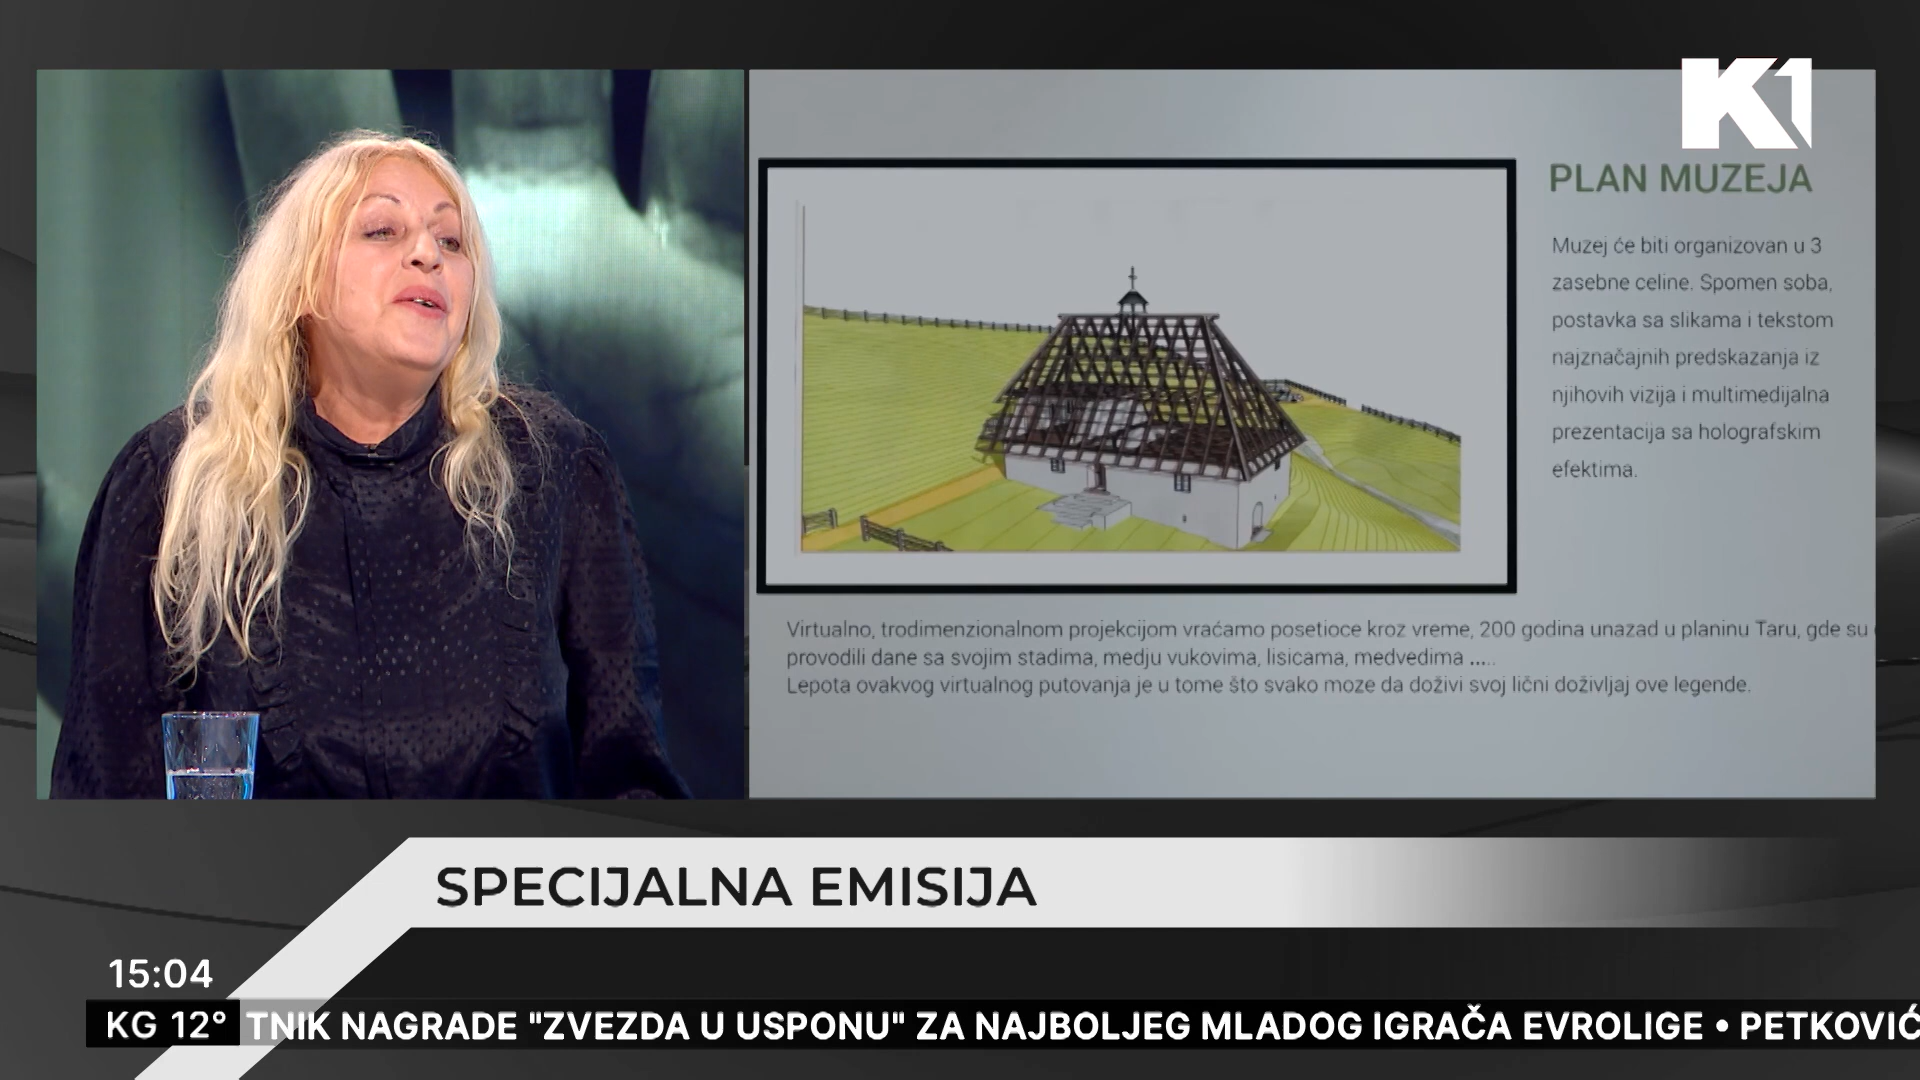 K1
PLAN MUZEJA
Muzej će biti organizovan u 3
zasebne celine. Spomen soba,
postavka sa slikama i tekstom
najznačajnih predskazanja iz
njihovih vizija i multimedijalna
prezentacija sa holografskim
efektima.
Virtualno, trodimenzionalnom projekcijom vraćamo posetioce kroz vreme, 200 godina unazad u planinu Taru, gde su
provodili dane sa svojim stadima, medju vukovima, lisicama, medvedima .....
Lepota ovakvog virtualnog putovanja je u tome što svako moze da doživi svoj lični doživljaj ove legende.
SPECIJALNA EMISIJA
15:04
KG 12° TNIK NAGRADE "ZVEZDA U USPONU" ZA NAJBOLJEG MLADOG IGRAČA EVROLIGE • PETKOVIĆ